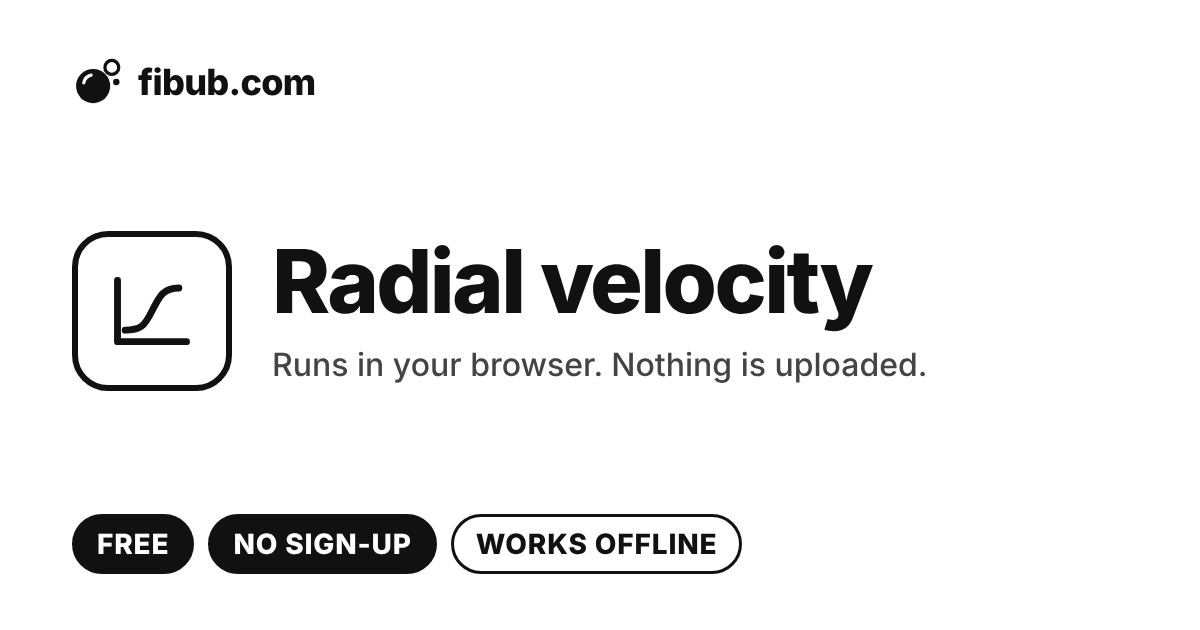 fibub.com
Radial velocity
Runs in your browser. Nothing is uploaded.
FREE
NO SIGN-UP
WORKS OFFLINE